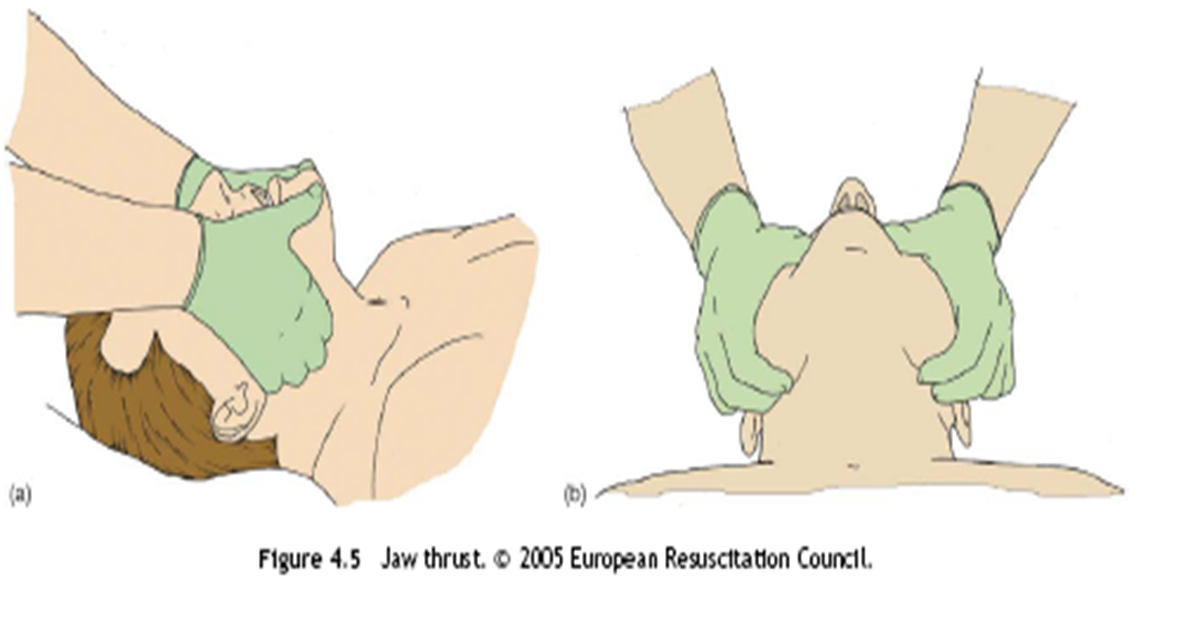 (a)
(b)
Figure 4.5 Jaw thrust. © 2005 European Resuscitation Council.